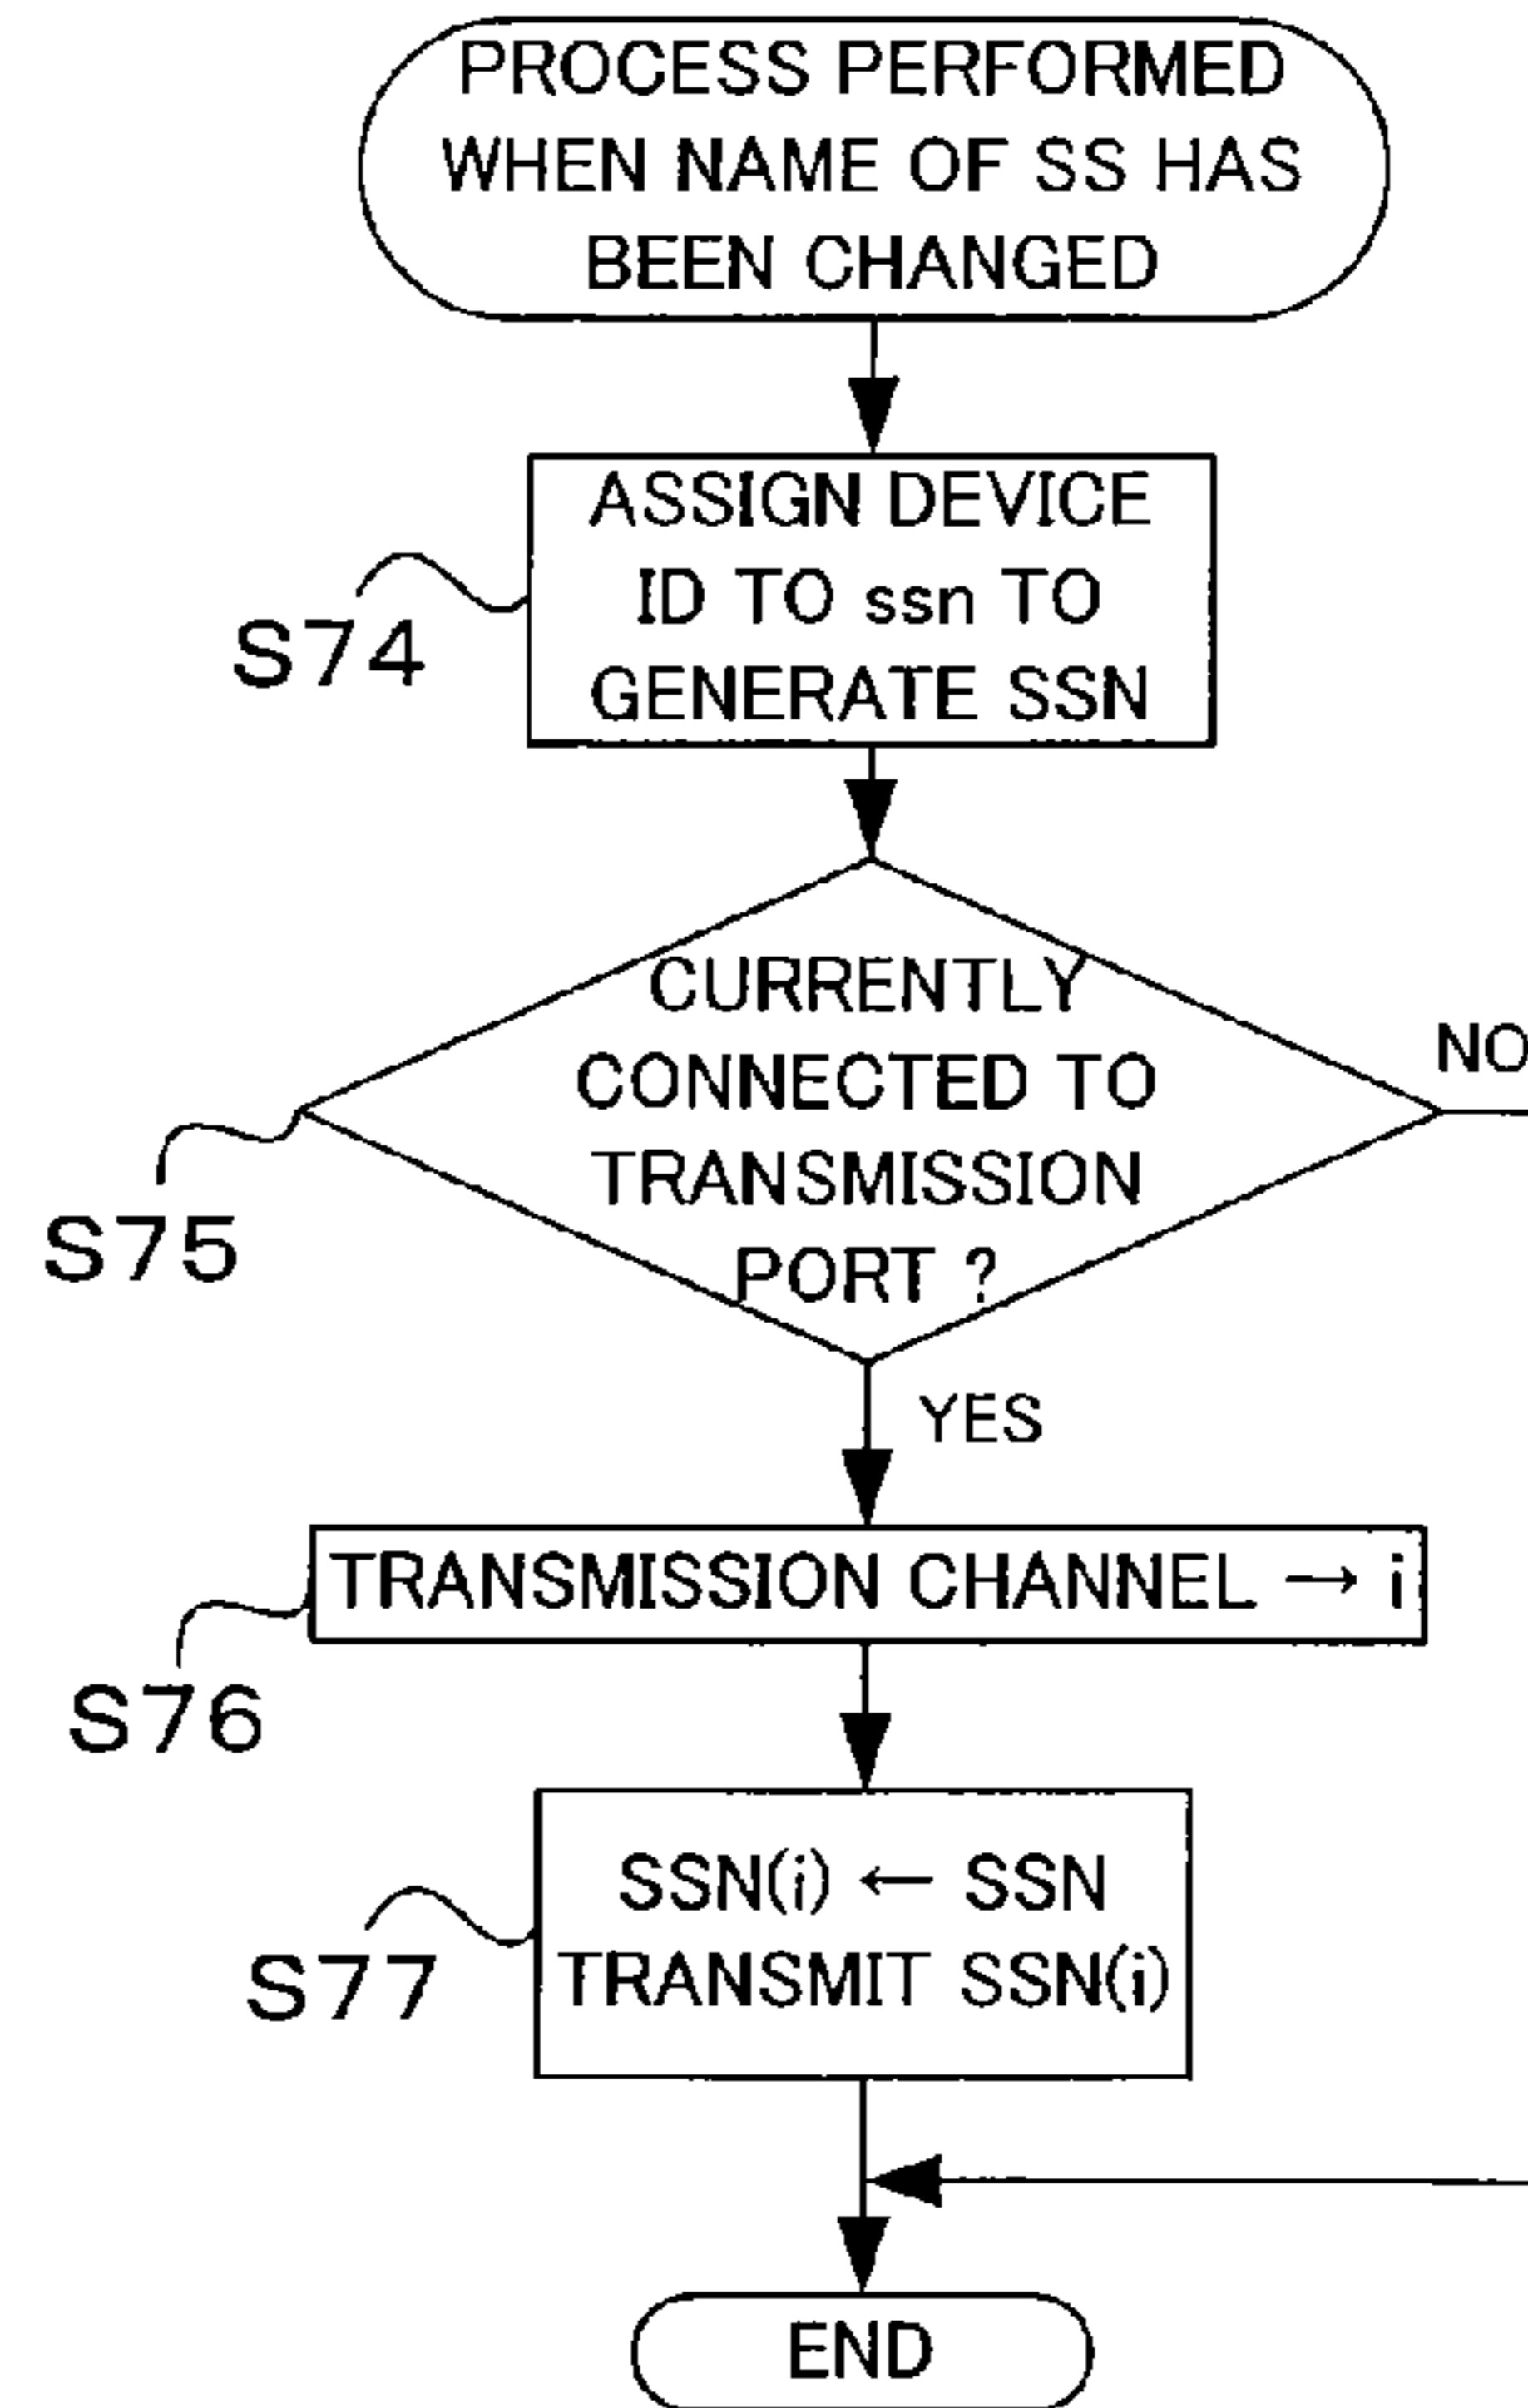 PROCESS PERFORMED
WHEN NAME OF SS HAS
BEEN CHANGED
ASSIGN DEVICE
ID TO ssn TO
GENERATE SSN
S74
CURRENTLY
CONNECTED TO
TRANSMISSION
PORT ?
NO
S75
YES
TRANSMISSION CHANNEL → i
S76
SSN(i) ← SSN
TRANSMIT SSN(i)
S77
END